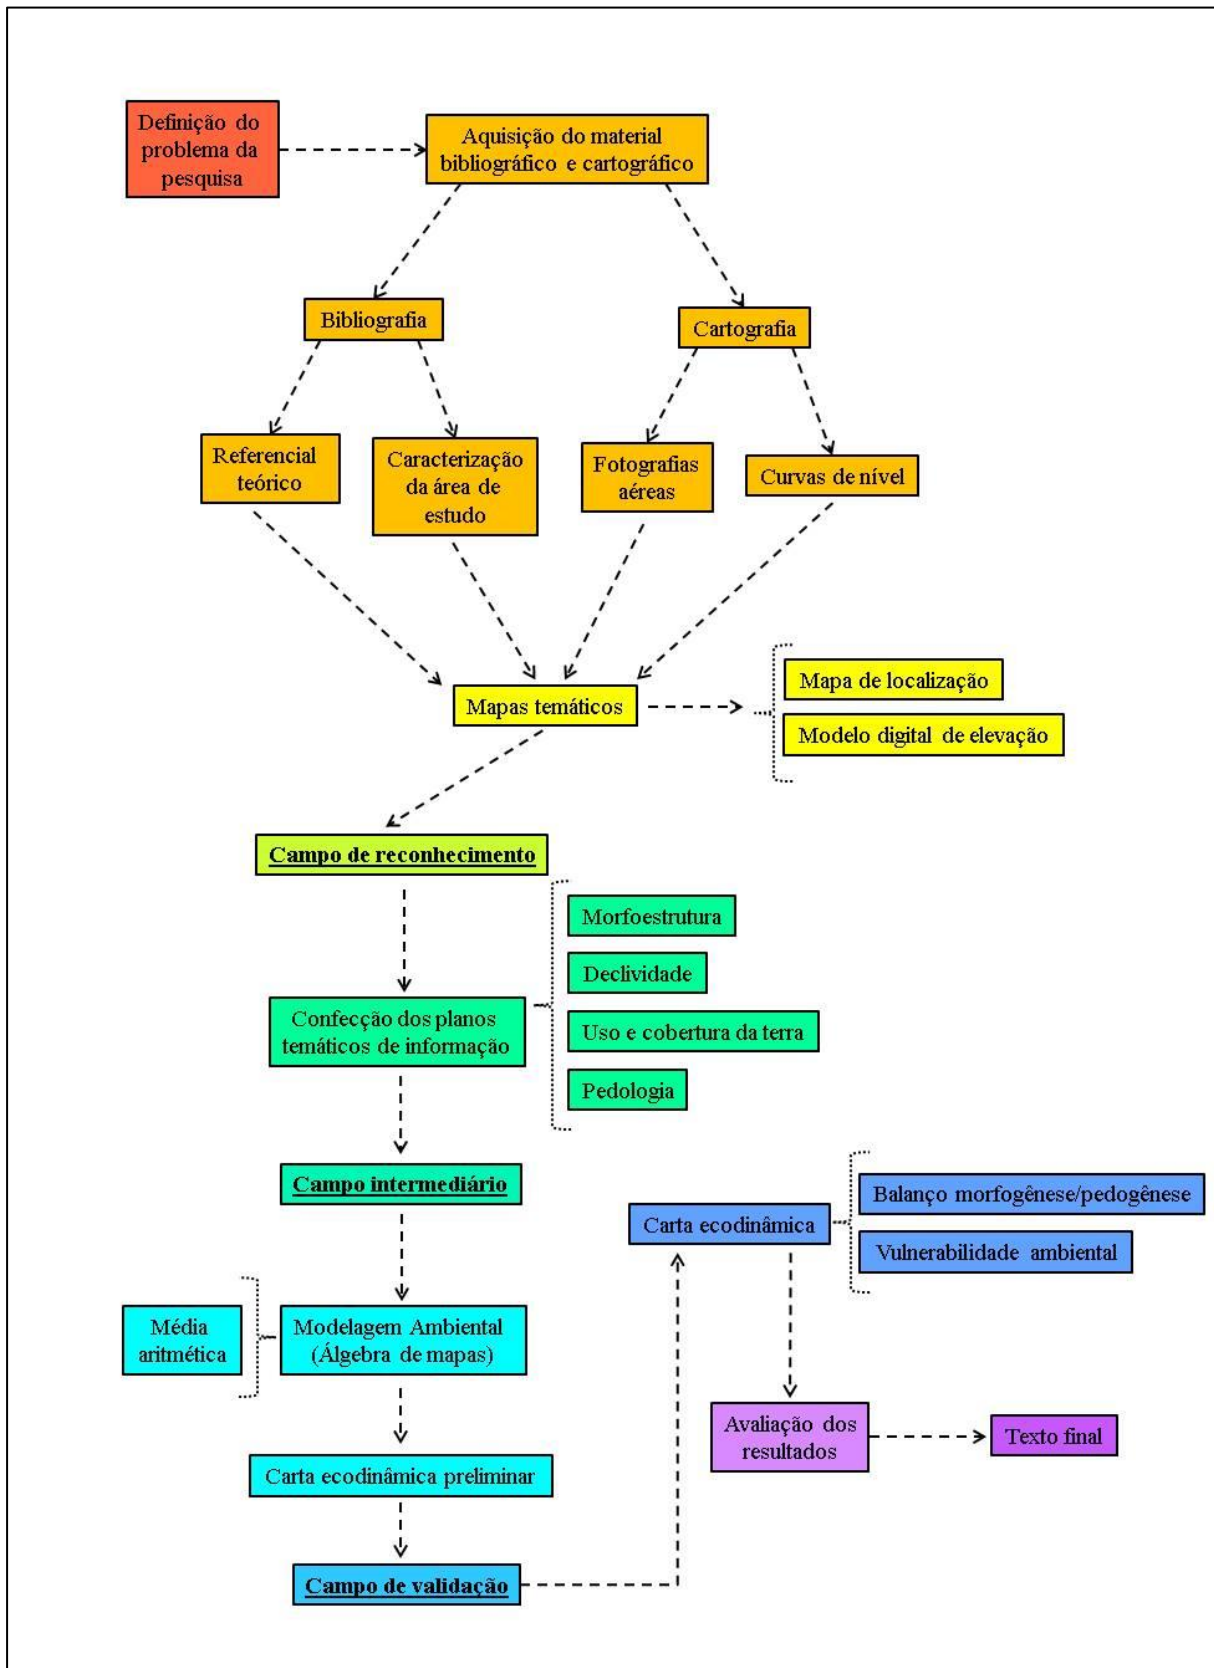 Definição do
problema da
pesquisa
Aquisição do material
bibliográfico e cartográfico
Bibliografia
Cartografia
Referencial
teórico
Caracterização
da área de
estudo
Fotografias
aéreas
Curvas de nível
Mapas temáticos
Mapa de localização
Modelo digital de elevação
Campo de reconhecimento
Morfoestrutura
Declividade
Uso e cobertura da terra
Pedologia
Confecção dos planos
temáticos de informação
Campo intermediário
Média
aritmética
Modelagem Ambiental
(Álgebra de mapas)
Carta ecodinâmica preliminar
Campo de validação
Carta ecodinâmica
Balanço morfogênese/pedogênese
Vulnerabilidade ambiental
Avaliação dos
resultados
Texto final